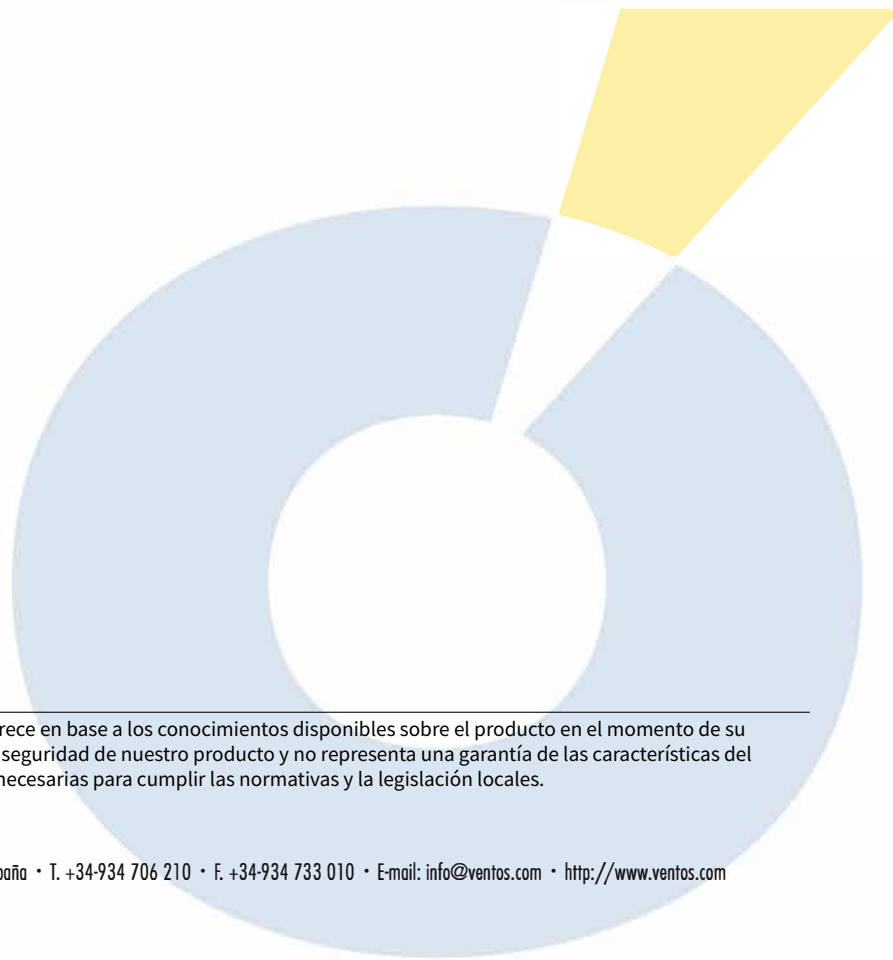 rece en base a los conocimientos disponibles sobre el producto en el momento de su
seguridad de nuestro producto y no representa una garantía de las características del
necesarias para cumplir las normativas y la legislación locales.
paña • T. +34-934 706 210 • F. +34-934 733 010 • E-mail: info@ventos.com • http://www.ventos.com